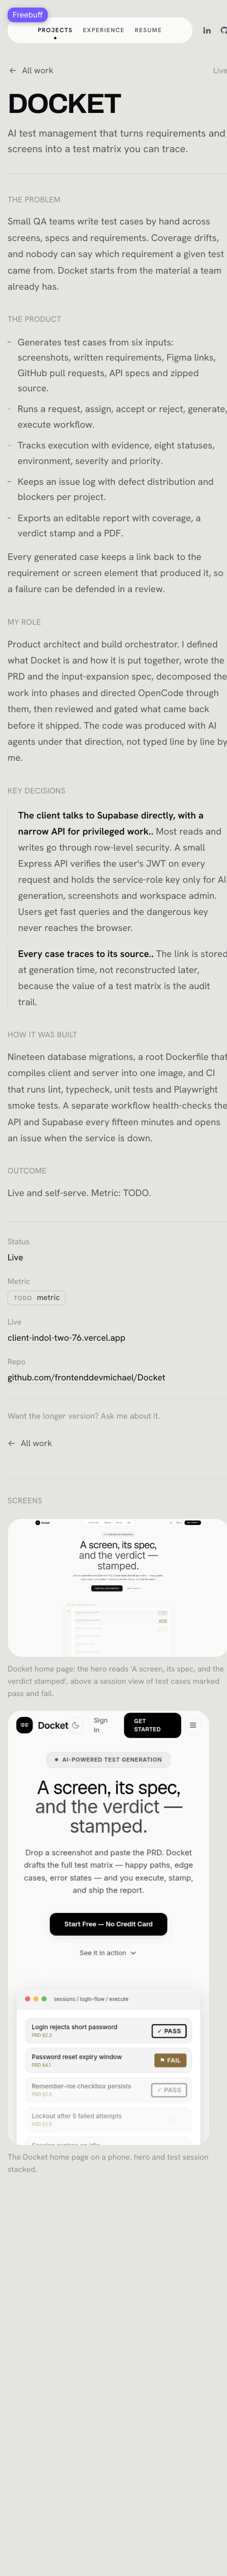 Freebuff
PROJECTS EXPERIENCE RESUME
← All work
Live
DOCKET
AI test management that turns requirements and
screens into a test matrix you can trace.
THE PROBLEM
Small QA teams write test cases by hand across
screens, specs and requirements. Coverage drifts,
and nobody can say which requirement a given test
came from. Docket starts from the material a team
already has.
THE PRODUCT
– Generates test cases from six inputs:
screenshots, written requirements, Figma links,
GitHub pull requests, API specs and zipped
source.
– Runs a request, assign, accept or reject, generate,
execute workflow.
– Tracks execution with evidence, eight statuses,
environment, severity and priority.
– Keeps an issue log with defect distribution and
blockers per project.
– Exports an editable report with coverage, a
verdict stamp and a PDF.
Every generated case keeps a link back to the
requirement or screen element that produced it, so
a failure can be defended in a review.
MY ROLE
Product architect and build orchestrator. I defined
what Docket is and how it is put together, wrote the
PRD and the input-expansion spec, decomposed the
work into phases and directed OpenCode through
them, then reviewed and gated what came back
before it shipped. The code was produced with AI
agents under that direction, not typed line by line by
me.
KEY DECISIONS
The client talks to Supabase directly, with a
narrow API for privileged work.. Most reads and
writes go through row-level security. A small
Express API verifies the user's JWT on every
request and holds the service-role key only for AI
generation, screenshots and workspace admin.
Users get fast queries and the dangerous key
never reaches the browser.
Every case traces to its source.. The link is stored
at generation time, not reconstructed later,
because the value of a test matrix is the audit
trail.
HOW IT WAS BUILT
Nineteen database migrations, a root Dockerfile that
compiles client and server into one image, and CI
that runs lint, typecheck, unit tests and Playwright
smoke tests. A separate workflow health-checks the
API and Supabase every fifteen minutes and opens
an issue when the service is down.
OUTCOME
Live and self-serve. Metric: TODO.
Status
Live
Metric
TODO metric
Live
client-indol-two-76.vercel.app
Repo
github.com/frontenddevmichael/Docket
Want the longer version? Ask me about it.
← All work
SCREENS
Docket
A screen, its spec,
and the verdict —
stamped.
Docket home page: the hero reads 'A screen, its spec, and the
verdict stamped', above a session view of test cases marked
pass and fail.
Docket
Sign
In
GET
STARTED
AI-POWERED TEST GENERATION
A screen, its spec,
and the verdict —
stamped.
Drop a screenshot and paste the PRD. Docket
drafts the full test matrix — happy paths, edge
cases, error states — and you execute, stamp,
and ship the report.
Start Free — No Credit Card
See it in action
sessions / login-flow / execute
Login rejects short password
PRD §2.3
✓ PASS
Password reset expiry window
PRD §4.1
⚑ FAIL
Remember-me checkbox persists
✓ PASS
Lockout after 5 failed attempts
The Docket home page on a phone, hero and test session
stacked.